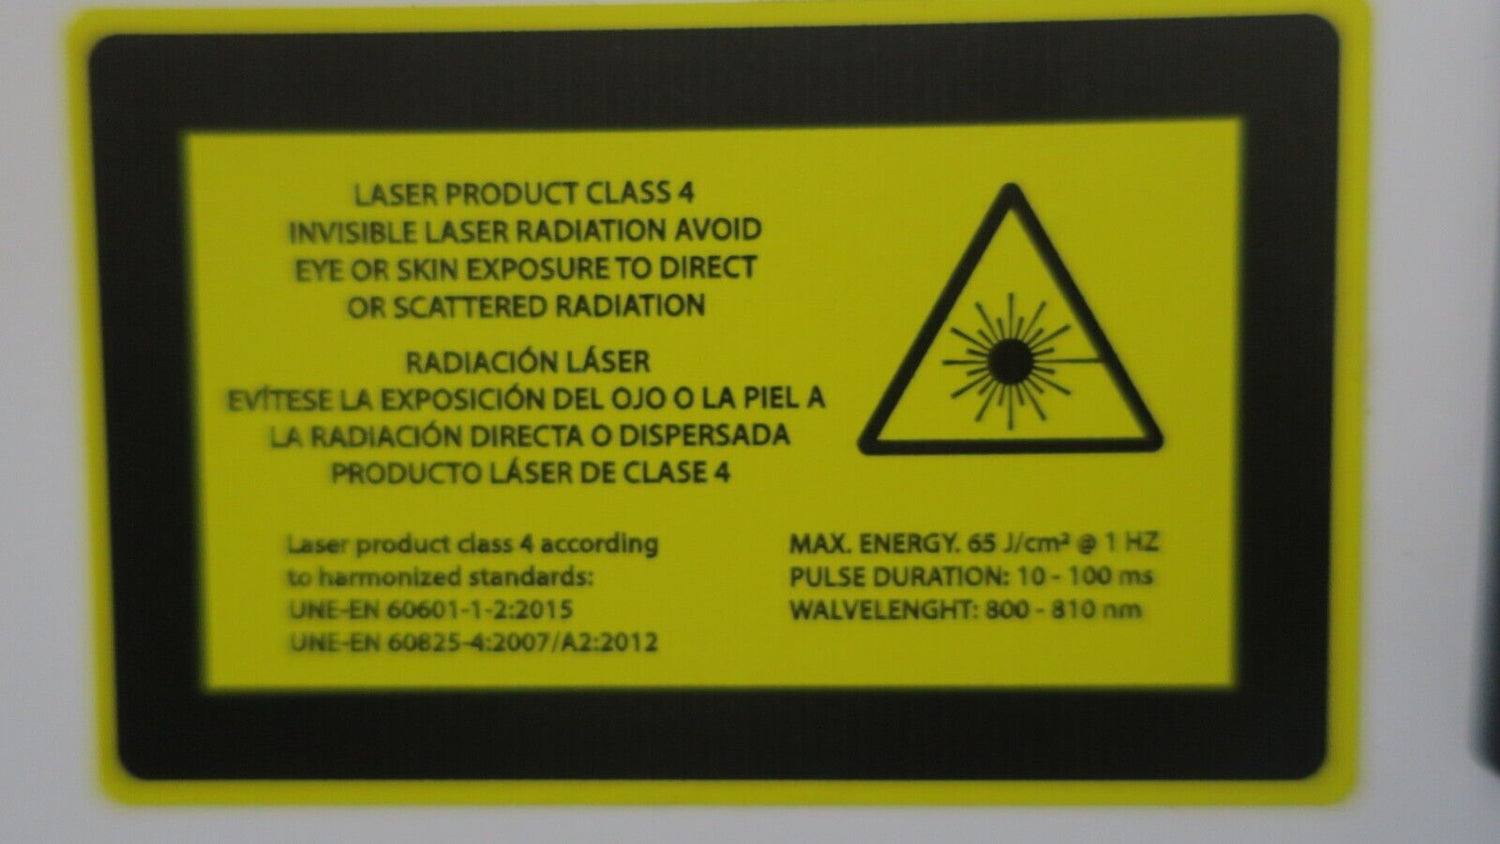 LASER PRODUCT CLASS 4
INVISIBLE LASER RADIATION AVOID
EYE OR SKIN EXPOSURE TO DIRECT
OR SCATTERED RADIATION
RADIACIÓN LÁSER
EVÍTESE LA EXPOSICIÓN DEL OJO O LA PIEL A
LA RADIACIÓN DIRECTA O DISPERSADA
PRODUCTO LÁSER DE CLASE 4
Laser product class 4 according
to harmonized standards:
UNE-EN 60601-1-2:2015
UNE-EN 60825-4:2007/A2:2012
MAX. ENERGY. 65 J/cm² @ 1 HZ
PULSE DURATION: 10 - 100 ms
WALVELENGHT: 800 - 810 nm